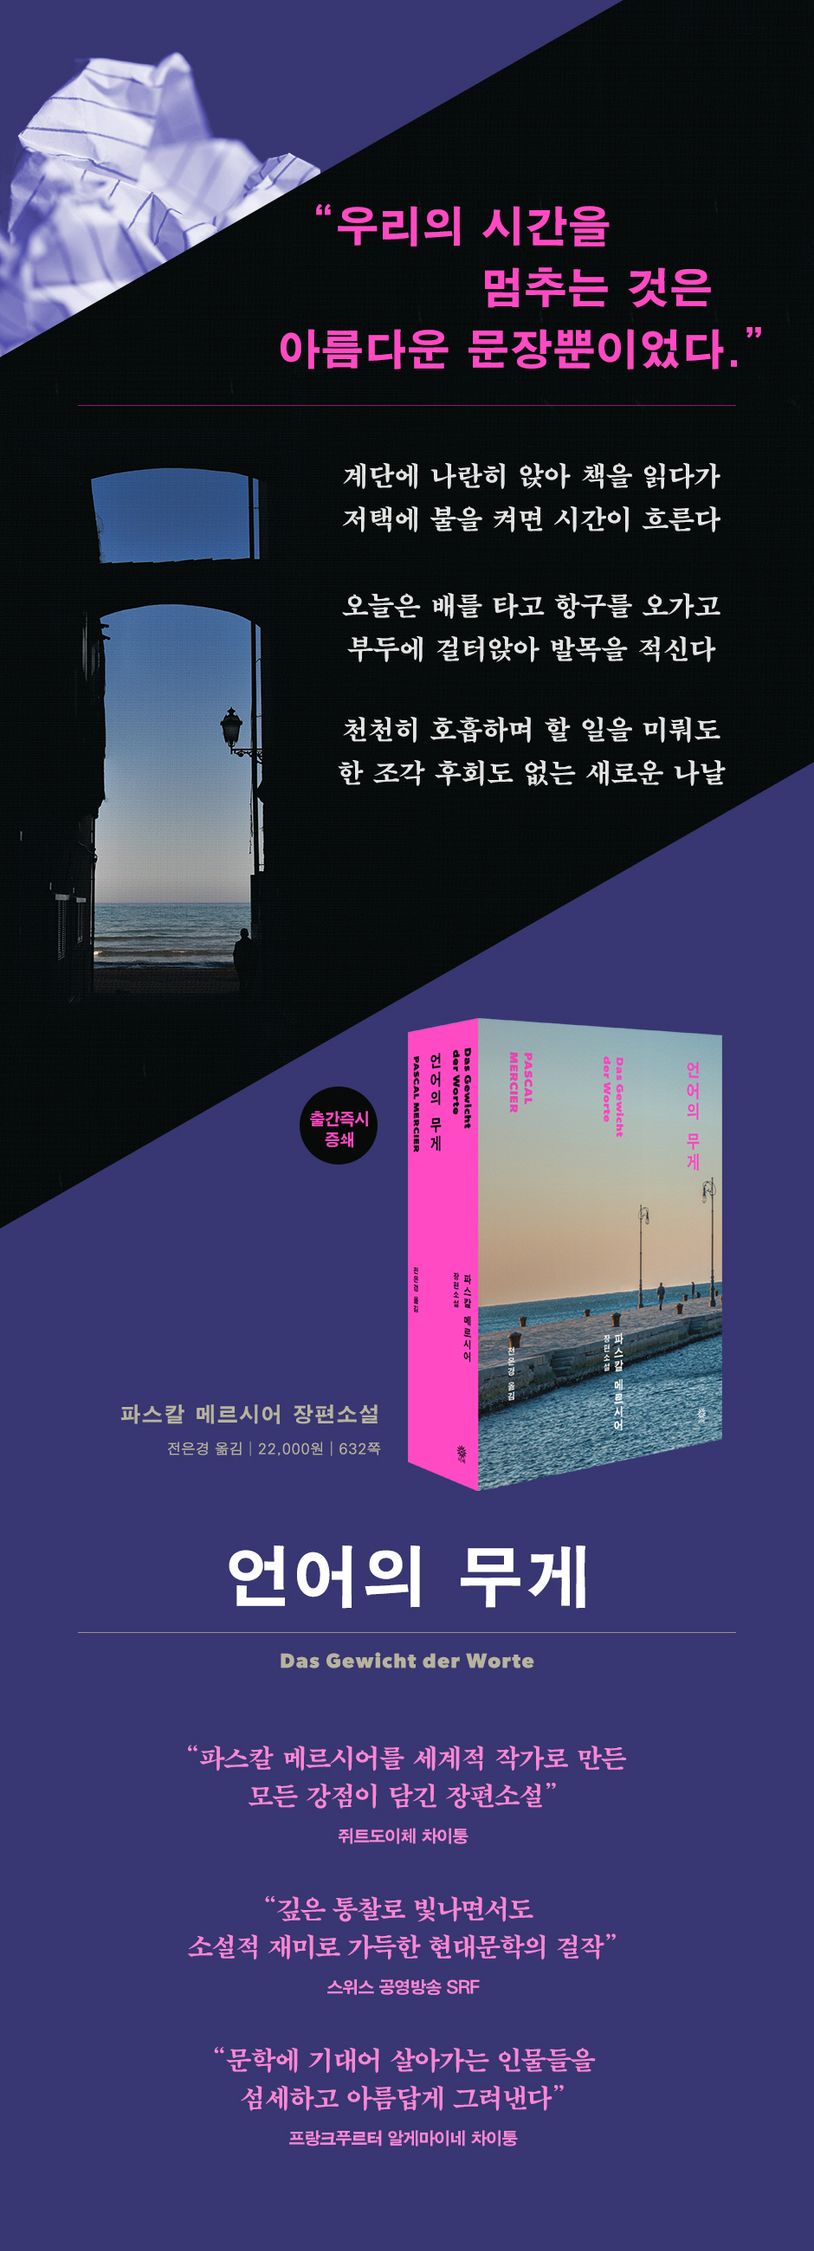 “우리의 시간을
멈추는 것은
아름다운 문장뿐이었다.”
계단에 나란히 앉아 책을 읽다가
저택에 불을 켜면 시간이 흐른다
오늘은 배를 타고 항구를 오가고
부두에 걸터앉아 발목을 적신다
천천히 호흡하며 할 일을 미뤄도
한 조각 후회도 없는 새로운 나날
출간즉시
증쇄
Das Gewicht
der Worte
언어의 무게
PASCAL MERCIER
파스칼 메르시어
장편소설
전은경 옮김
PASCAL
MERCIER
Das Gewicht
der Worte
언어의 무게
파스칼 메르시어
장편소설
전은경 옮김
파스칼 메르시어 장편소설
전은경 옮김 | 22,000원 | 632쪽
언어의 무게
Das Gewicht der Worte
“파스칼 메르시어를 세계적 작가로 만든
모든 강점이 담긴 장편소설”
쥐트도이체 차이퉁
“깊은 통찰로 빛나면서도
소설적 재미로 가득한 현대문학의 걸작”
스위스 공영방송 SRF
“문학에 기대어 살아가는 인물들을
섬세하고 아름답게 그려낸다”
프랑크푸르터 알게마이네 차이퉁